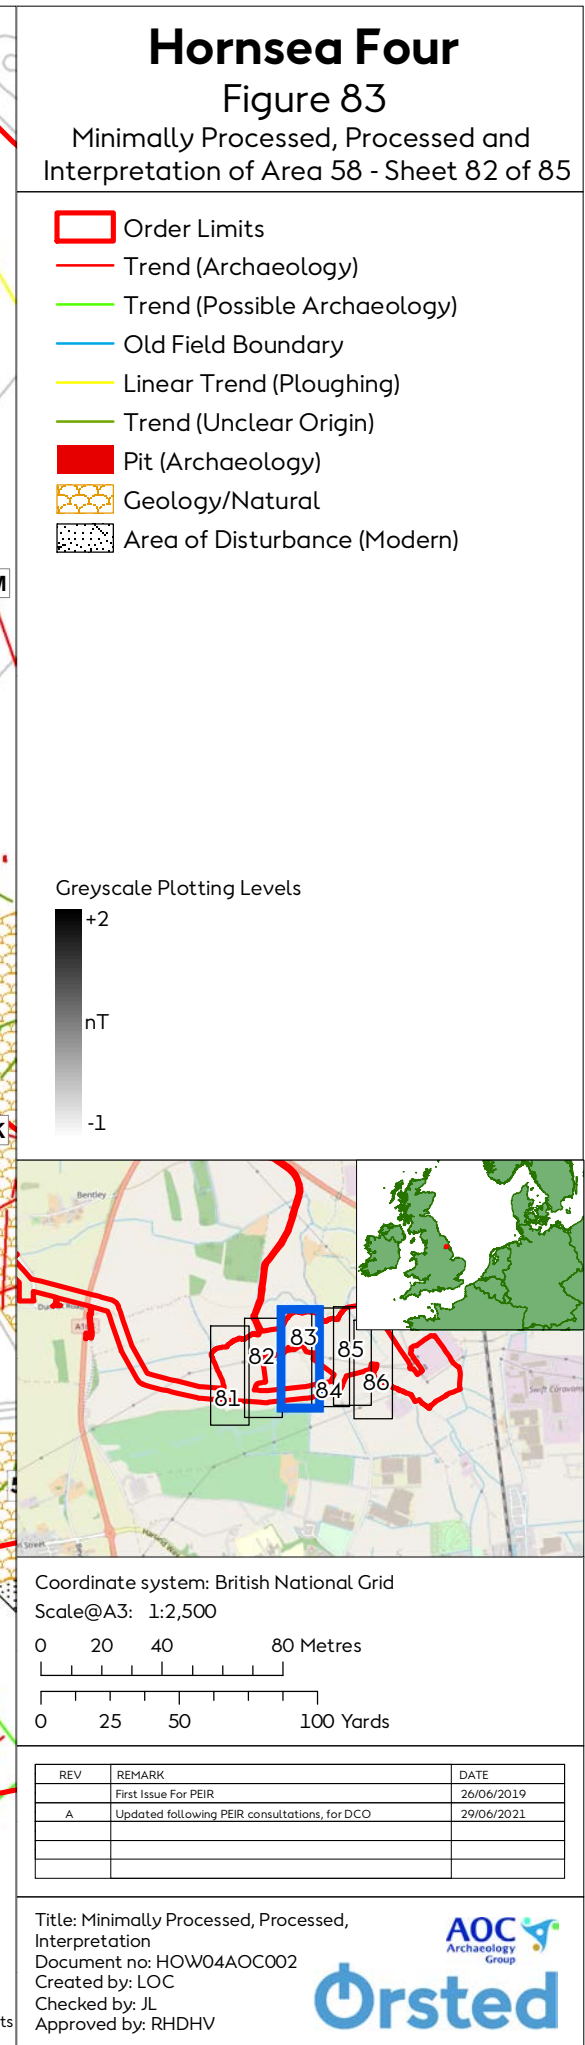 Hornsea Four
Figure 83
Minimally Processed, Processed and
Interpretation of Area 58 - Sheet 82 of 85
Order Limits
Trend (Archaeology)
Trend (Possible Archaeology)
Old Field Boundary
Linear Trend (Ploughing)
Trend (Unclear Origin)
Pit (Archaeology)
Geology/Natural
Area of Disturbance (Modern)
Greyscale Plotting Levels
+2
nT
-1
Bentley
83
82
85
86
84
81
Swift Caravans
Coordinate system: British National Grid
Scale@A3: 1:2,500
0 20 40 80 Metres
0 25 50 100 Yards
REV REMARK DATE
First Issue For PEIR 26/06/2019
A Updated following PEIR consultations, for DCO 29/06/2021
Title: Minimally Processed, Processed,
Interpretation
Document no: HOW04AOC002
Created by: LOC
Checked by: JL
Approved by: RHDHV
AOC
Archaeology
Group
Ørsted
ts